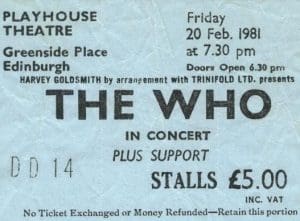 PLAYHOUSE THEATRE
Greenside Place
Edinburgh
Friday
20 Feb. 1981
at 7.30 pm
Doors Open 6.30 pm
HARVEY GOLDSMITH by arrangement with TRINIFOLD LTD. presents
THE WHO
IN CONCERT
PLUS SUPPORT
DD 14
STALLS £5.00
INC. VAT
No Ticket Exchanged or Money Refunded—Retain this portion